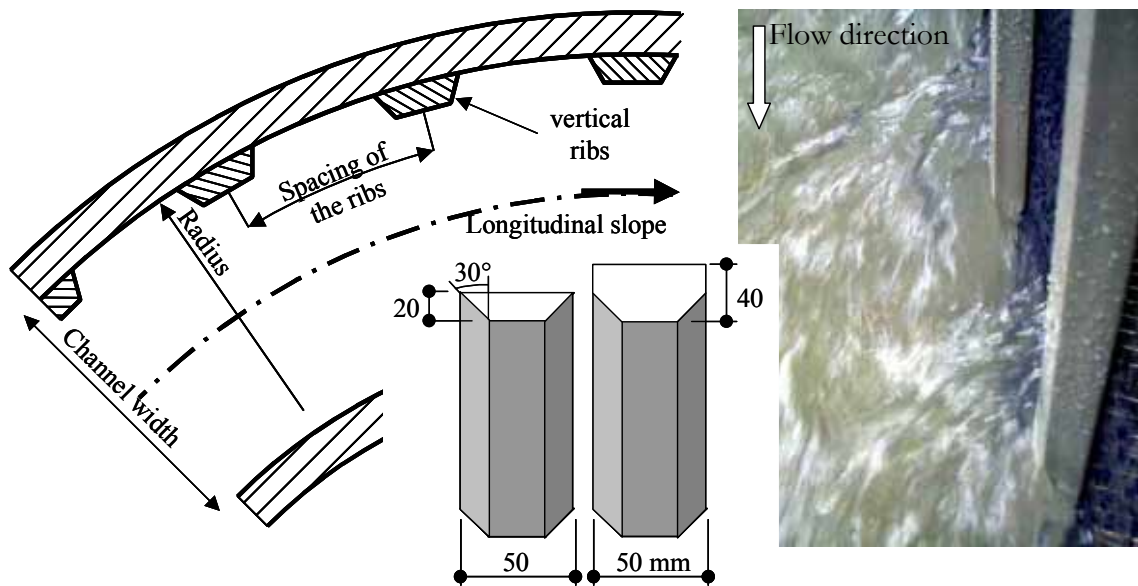 Flow direction
vertical
ribs
Spacing of
the ribs
Radius
Longitudinal slope
Channel width
30°
20
40
50
50 mm